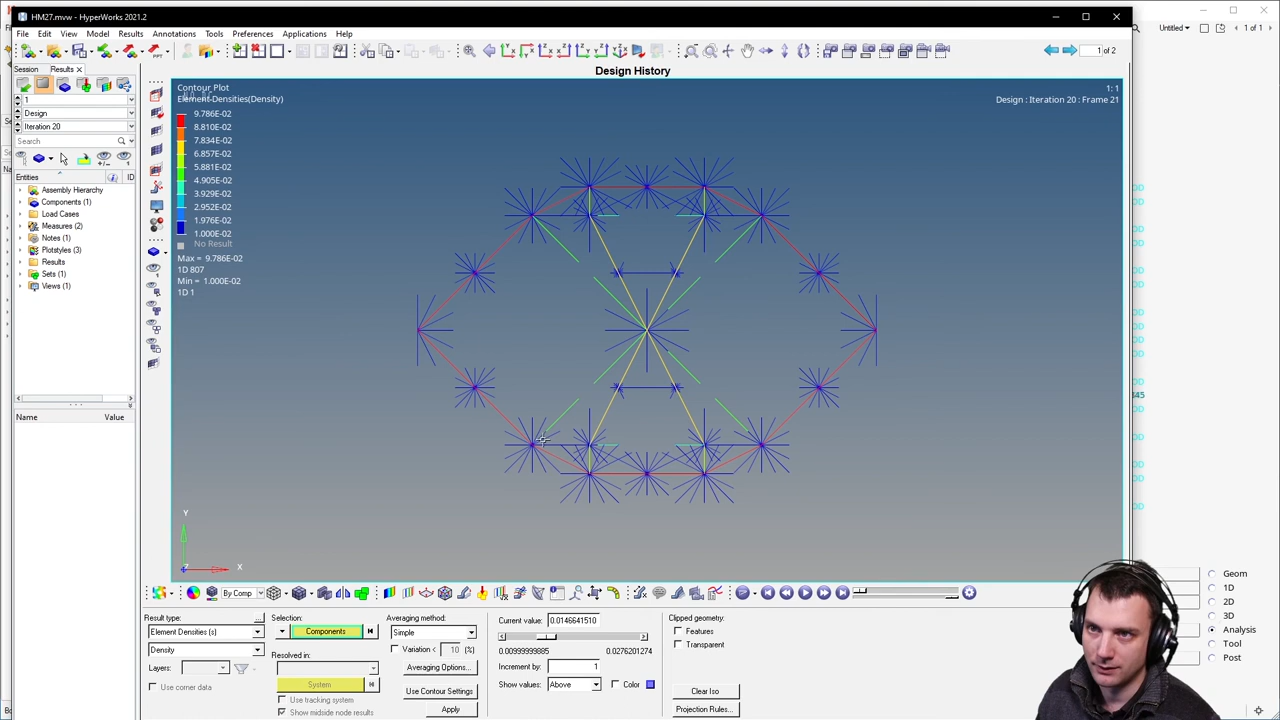 HM27.mvw - HyperWorks 2021.2
Untitled
File Edit View Model Results Annotations Tools Preferences Applications Help
1 of 1
1 of 2
Session Results
Design History
Contour Plot
Element Densities(Density)
9.786E-02
8.810E-02
7.834E-02
6.857E-02
5.881E-02
4.905E-02
3.929E-02
2.952E-02
1.976E-02
1.000E-02
No Result
Max = 9.786E-02
1D 807
Min = 1.000E-02
1D 1
1: 1
Design : Iteration 20 : Frame 21
1
Design
Iteration 20
Search
Entities ID
Assembly Hierarchy
Components (1)
Load Cases
Measures (2)
Notes (1)
Plotstyles (3)
Results
Sets (1)
Views (1)
Name Value
Y
Z X
By Comp
Result type:
Element Densities (s)
Density
Layers:
Use corner data
Selection:
Components
Resolved in:
System
Use tracking system
Show midside node results
Averaging method:
Simple
Variation < 10 (%)
Averaging Options...
Use Contour Settings
Apply
Current value: 0.0146641510
0.00999999885 0.0276201274
Increment by: 1
Show values: Above Color
Clipped geometry:
Features
Transparent
Clear Iso
Projection Rules...
Geom
1D
2D
3D
Analysis
Tool
Post